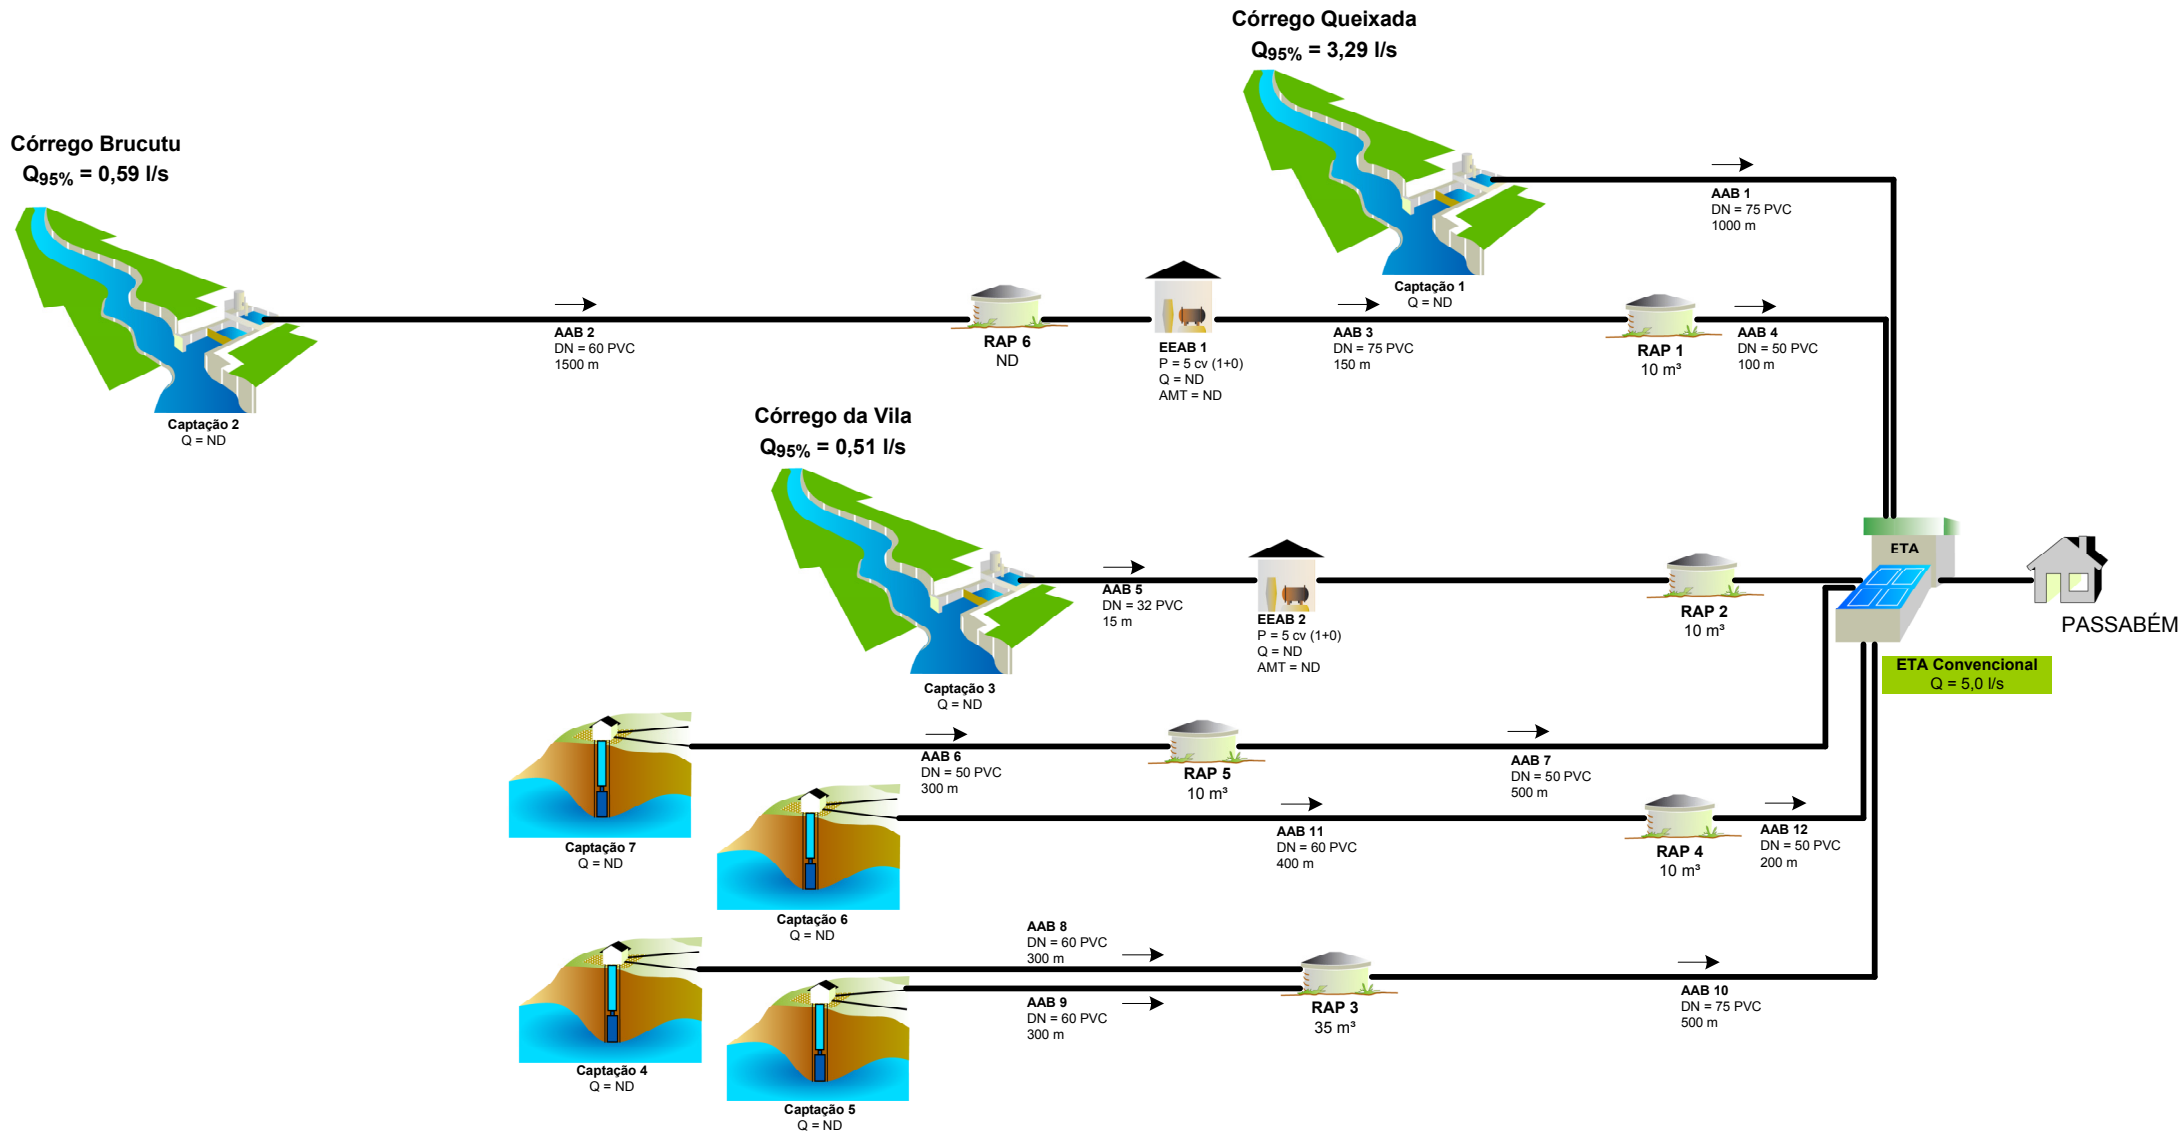 Córrego Queixada
Q95% = 3,29 l/s
Córrego Brucutu
Q95% = 0,59 l/s
AAB 1
DN = 75 PVC
1000 m
Captação 1
Q = ND
AAB 2
DN = 60 PVC
1500 m
RAP 6
ND
EEAB 1
P = 5 cv (1+0)
Q = ND
AMT = ND
AAB 3
DN = 75 PVC
150 m
RAP 1
10 m³
AAB 4
DN = 50 PVC
100 m
Captação 2
Q = ND
Córrego da Vila
Q95% = 0,51 l/s
AAB 5
DN = 32 PVC
15 m
EEAB 2
P = 5 cv (1+0)
Q = ND
AMT = ND
RAP 2
10 m³
ETA
PASSABÉM
ETA Convencional
Q = 5,0 l/s
Captação 3
Q = ND
AAB 6
DN = 50 PVC
300 m
RAP 5
10 m³
AAB 7
DN = 50 PVC
500 m
Captação 7
Q = ND
AAB 11
DN = 60 PVC
400 m
RAP 4
10 m³
AAB 12
DN = 50 PVC
200 m
Captação 6
Q = ND
AAB 8
DN = 60 PVC
300 m
AAB 9
DN = 60 PVC
300 m
RAP 3
35 m³
AAB 10
DN = 75 PVC
500 m
Captação 4
Q = ND
Captação 5
Q = ND